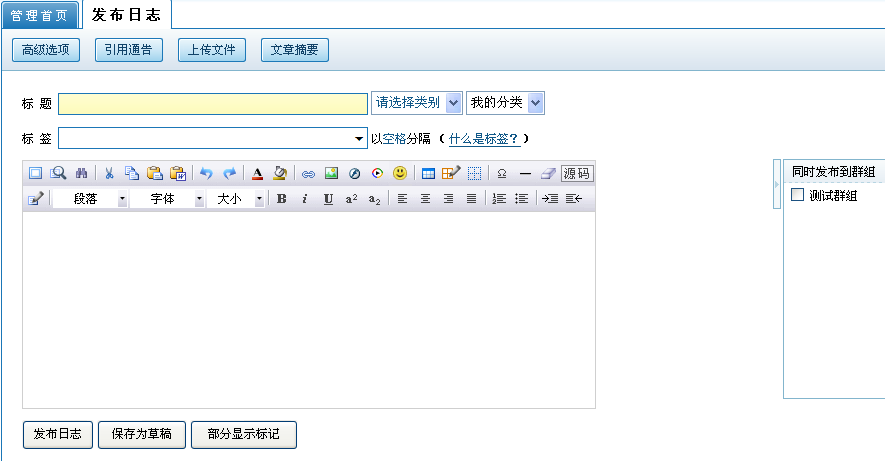 管理首页 发布日志
高级选项 引用通告 上传文件 文章摘要
标 题 请选择类别 我的分类
标 签 以空格分隔 （ 什么是标签？ ）
源码
段落 字体 大小 B i U a² a₂
同时发布到群组
测试群组
发布日志 保存为草稿 部分显示标记